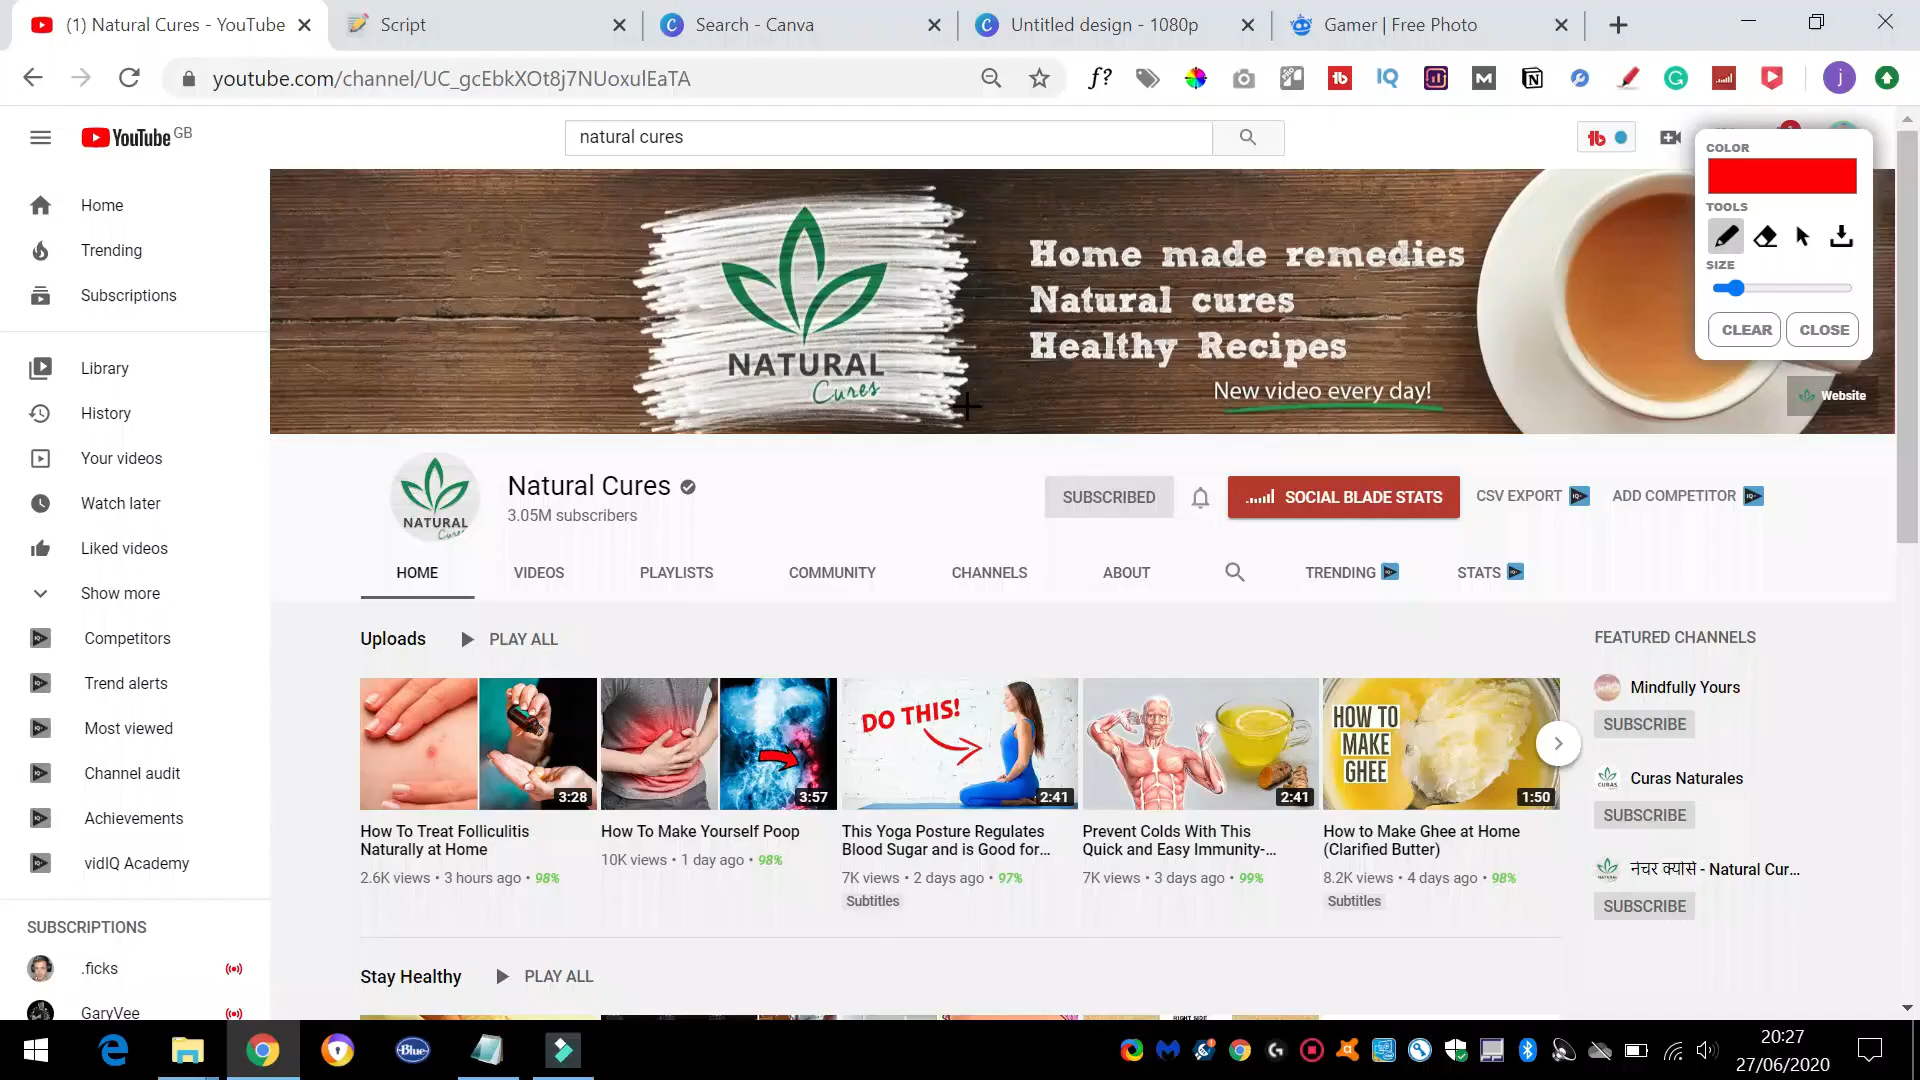 (1) Natural Cures - YouTube
Script
Search - Canva
Untitled design - 1080p
Gamer | Free Photo
youtube.com/channel/UC_gcEbkXOt8j7NUoxulEaTA
f?
IQ
M
j
YouTube GB
natural cures
COLOR
TOOLS
SIZE
CLEAR
CLOSE
Home
Trending
Subscriptions
Library
History
Your videos
Watch later
Liked videos
Show more
Competitors
Trend alerts
Most viewed
Channel audit
Achievements
vidIQ Academy
SUBSCRIPTIONS
.ficks
GaryVee
NATURAL
Cures
Home made remedies
Natural cures
Healthy Recipes
New video every day!
Website
NATURAL
Cures
Natural Cures
3.05M subscribers
SUBSCRIBED
SOCIAL BLADE STATS
CSV EXPORT
ADD COMPETITOR
HOME
VIDEOS
PLAYLISTS
COMMUNITY
CHANNELS
ABOUT
TRENDING
STATS
Uploads
PLAY ALL
3:28
How To Treat Folliculitis
Naturally at Home
2.6K views • 3 hours ago • 98%
3:57
How To Make Yourself Poop
10K views • 1 day ago • 98%
DO THIS!
2:41
This Yoga Posture Regulates
Blood Sugar and is Good for...
7K views • 2 days ago • 97%
Subtitles
2:41
Prevent Colds With This
Quick and Easy Immunity-...
7K views • 3 days ago • 99%
HOW TO
MAKE
GHEE
1:50
How to Make Ghee at Home
(Clarified Butter)
8.2K views • 4 days ago • 98%
Subtitles
FEATURED CHANNELS
Mindfully Yours
SUBSCRIBE
Curas Naturales
SUBSCRIBE
नेचर क्योर्स - Natural Cur...
SUBSCRIBE
Stay Healthy
PLAY ALL
RIGHT SIDE
Blue
20:27
27/06/2020